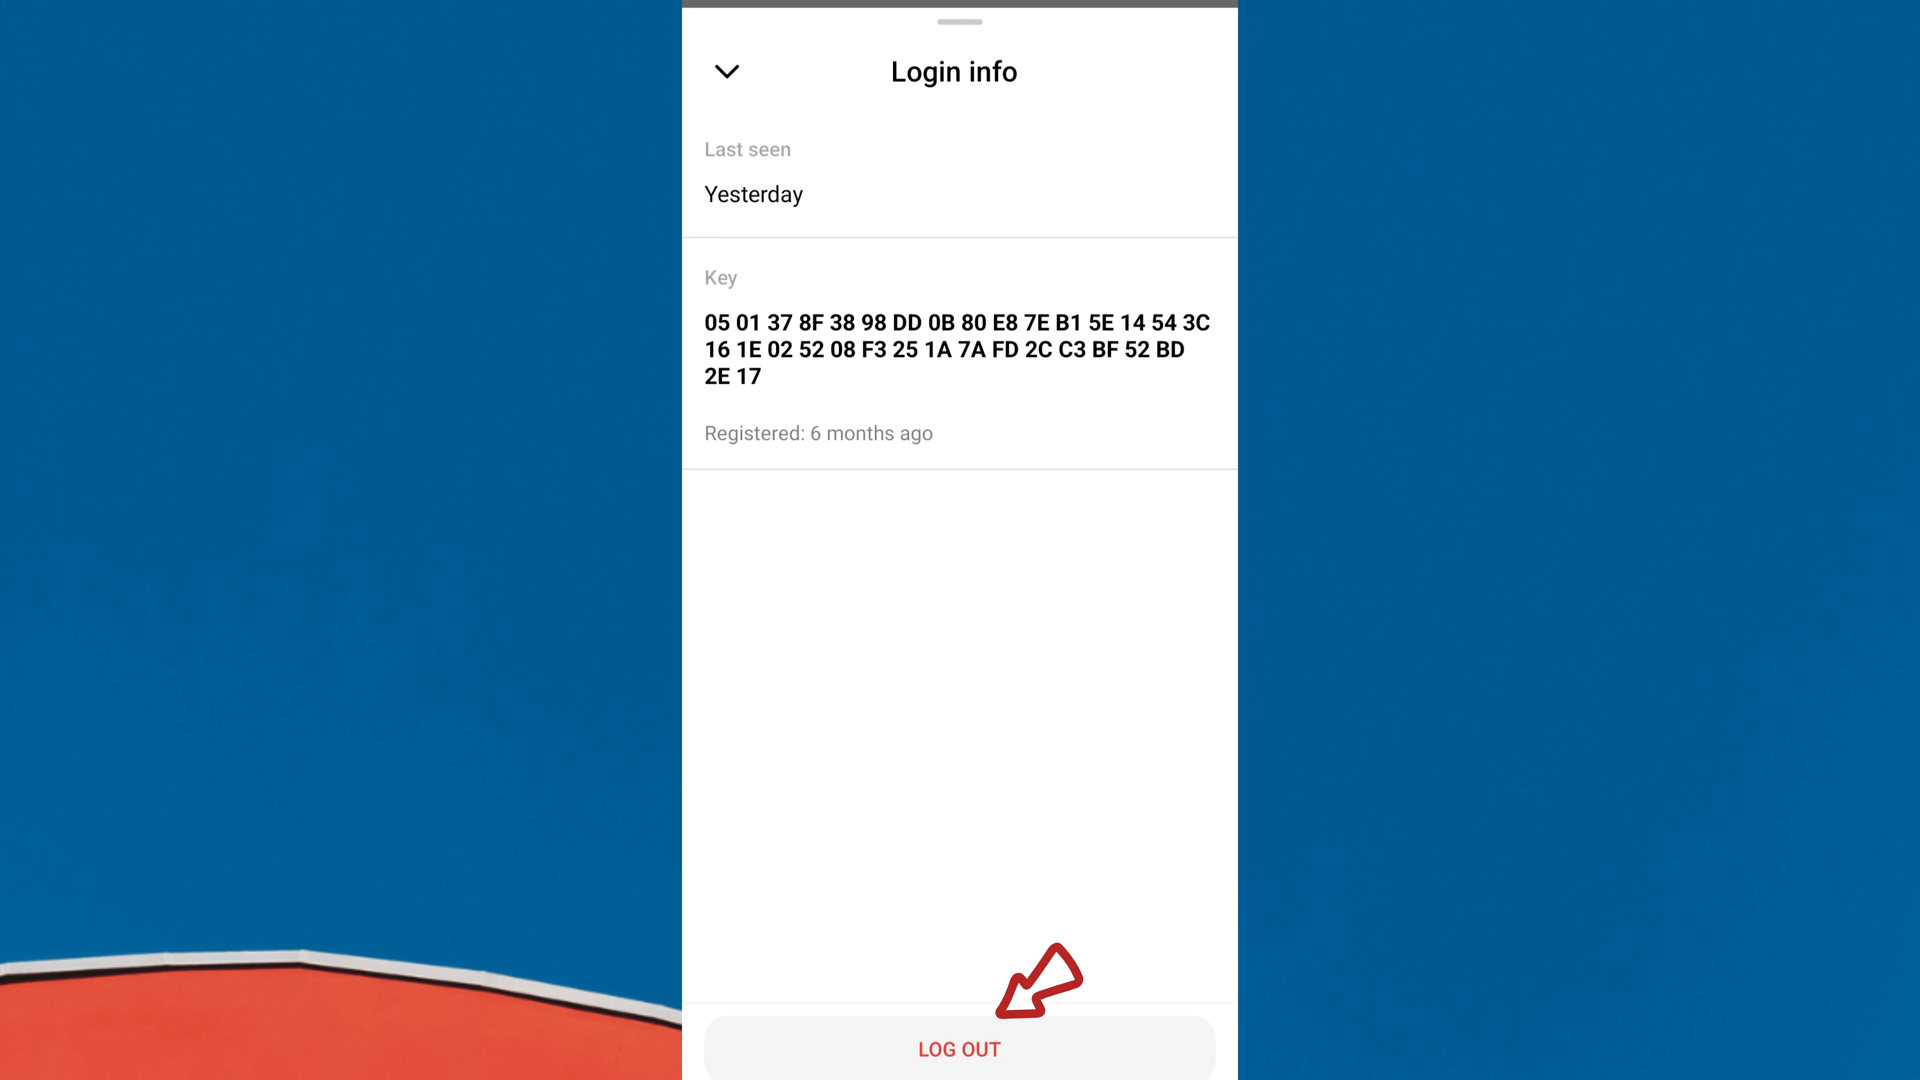 Login info
Last seen
Yesterday
Key
05 01 37 8F 38 98 DD 0B 80 E8 7E B1 5E 14 54 3C
16 1E 02 52 08 F3 25 1A 7A FD 2C C3 BF 52 BD
2E 17
Registered: 6 months ago
LOG OUT